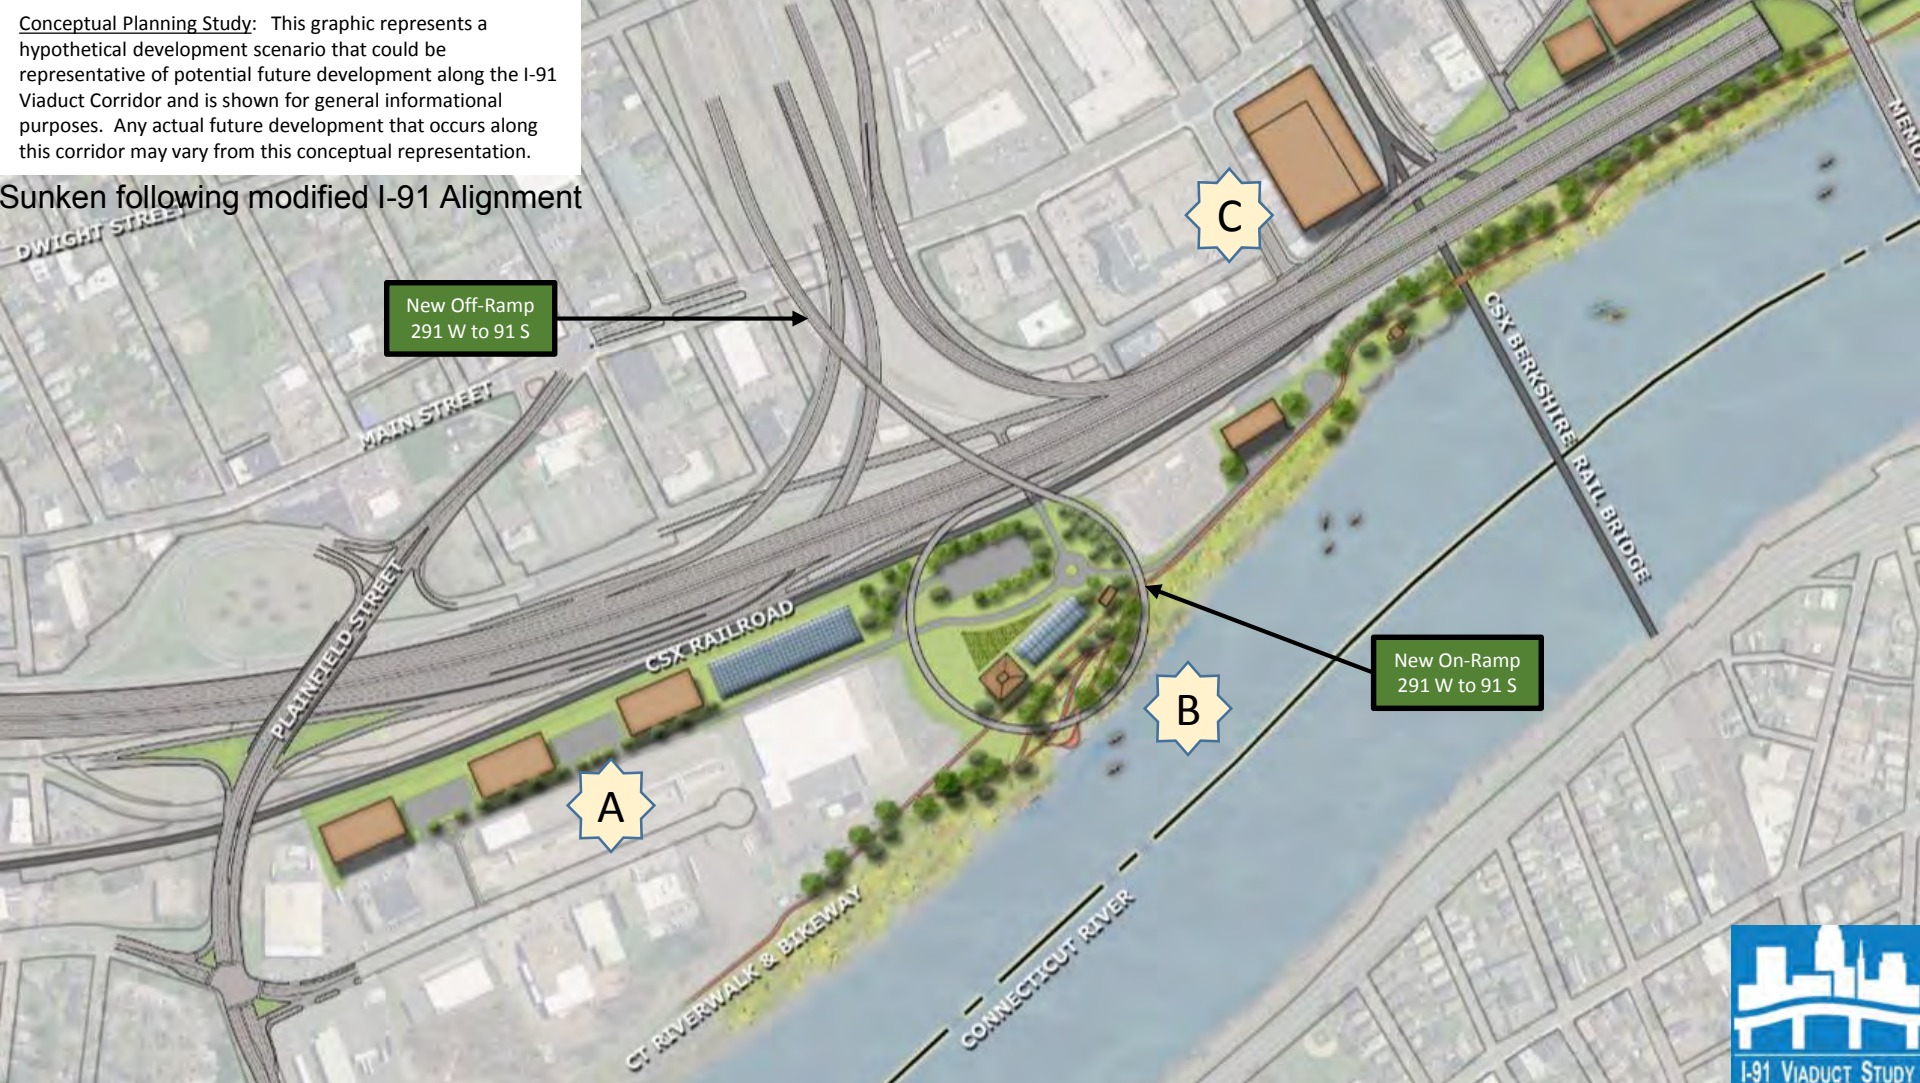 Conceptual Planning Study: This graphic represents a
hypothetical development scenario that could be
representative of potential future development along the I-91
Viaduct Corridor and is shown for general informational
purposes. Any actual future development that occurs along
this corridor may vary from this conceptual representation.
Sunken following modified I-91 Alignment
DWIGHT STREET
MEMO
C
New Off-Ramp
291 W to 91 S
MAIN STREET
CSX BERKSHIRE RAIL BRIDGE
PLAINFIELD STREET
CSX RAILROAD
New On-Ramp
291 W to 91 S
B
A
CT RIVERWALK & BIKEWAY
CONNECTICUT RIVER
I-91 VIADUCT STUDY